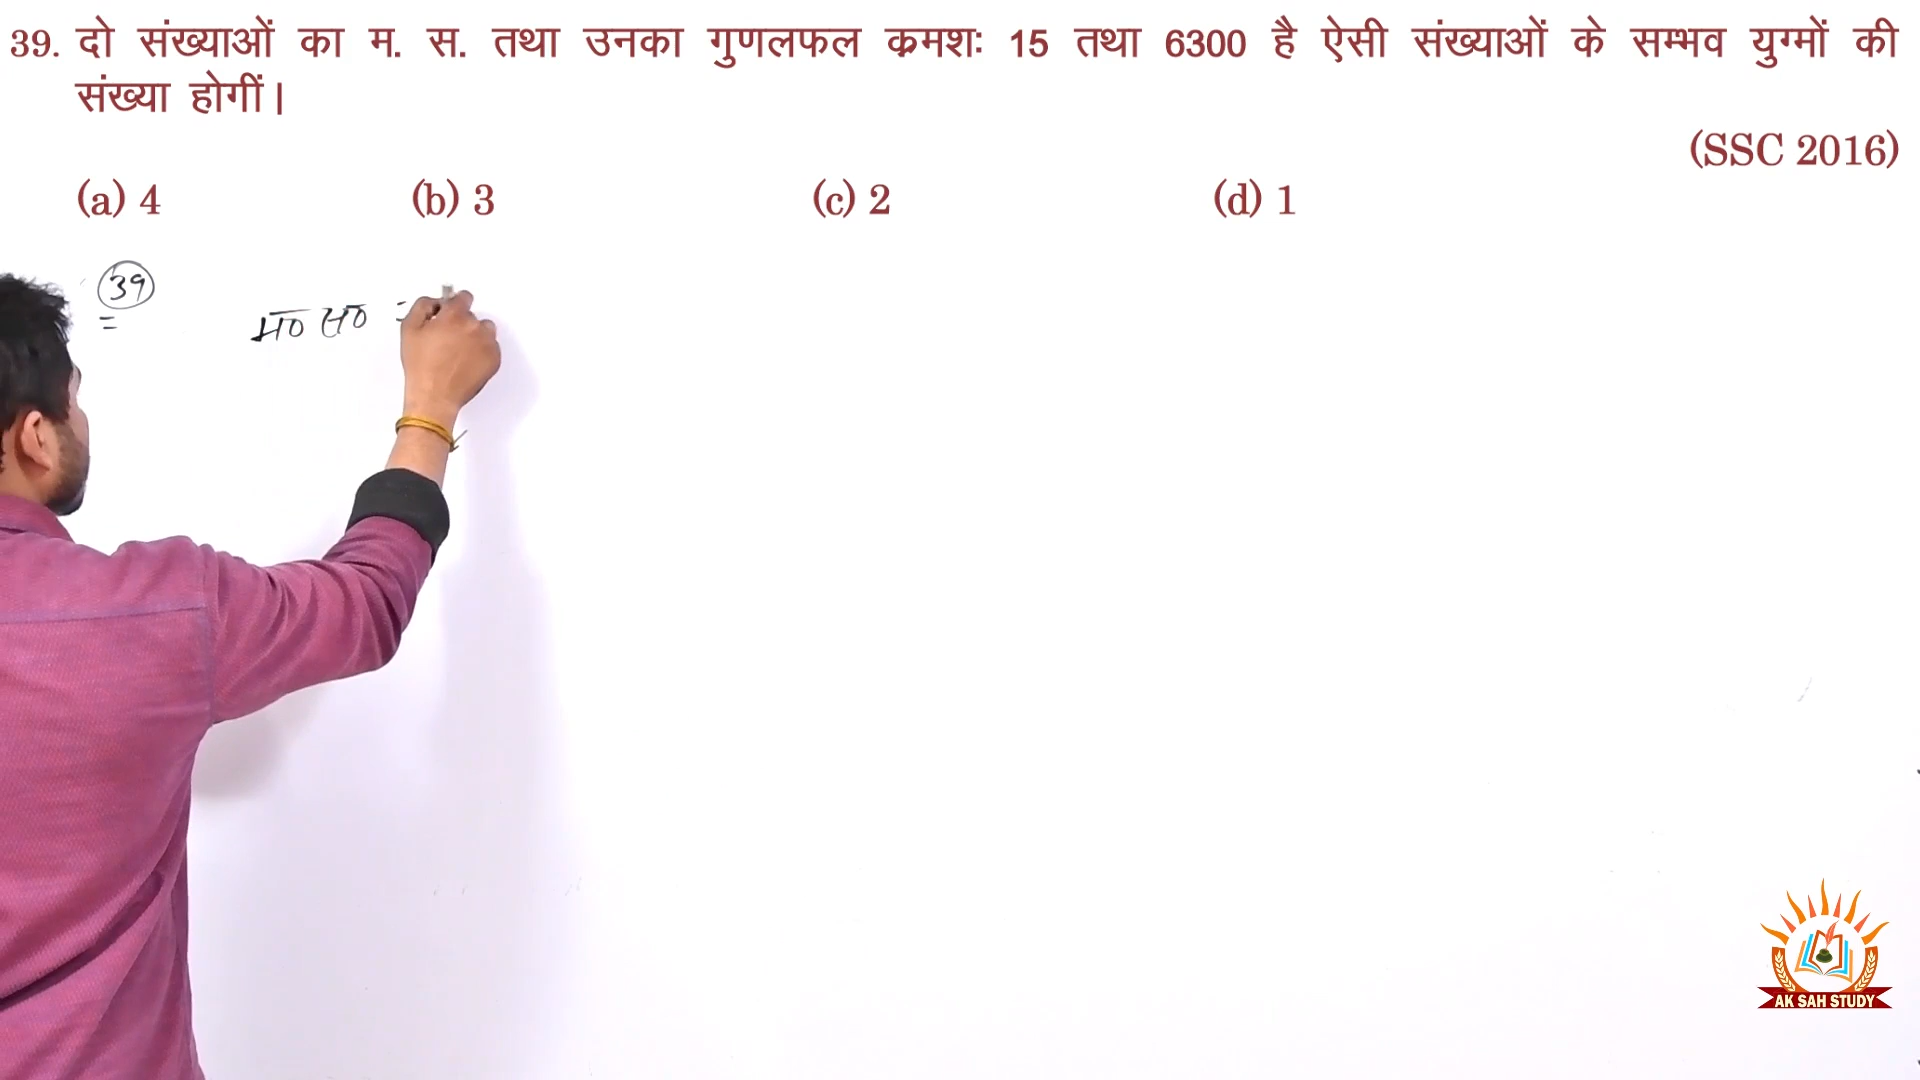 39. दो संख्याओं का म. स. तथा उनका गुणलफल क्रमशः 15 तथा 6300 है ऐसी संख्याओं के सम्भव युग्मों की
संख्या होगीं।
(SSC 2016)
(a) 4 (b) 3 (c) 2 (d) 1
39
=
म० स० =
AK SAH STUDY